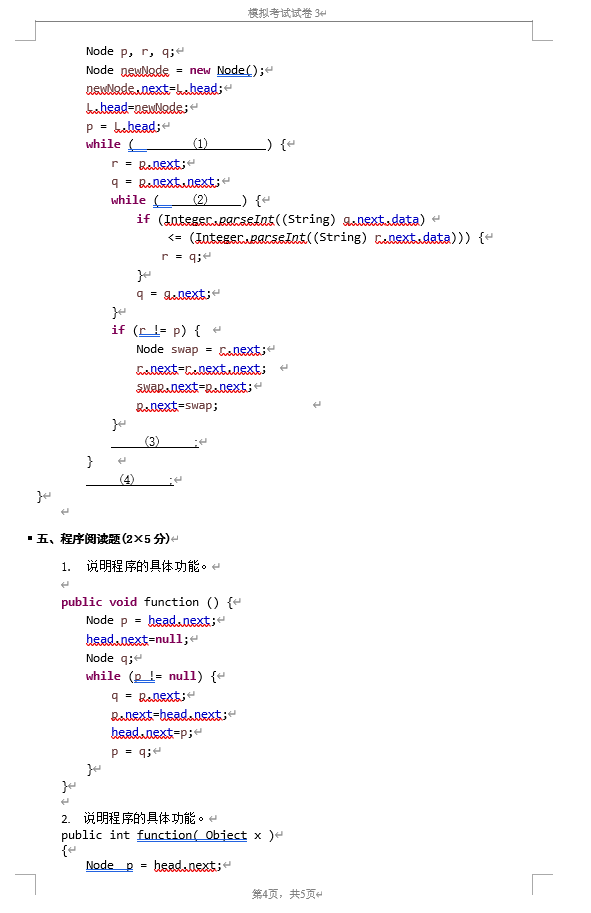 模拟考试试卷 3
Node p, r, q;
Node newNode = new Node();
newNode.next=L.head;
L.head=newNode;
p = L.head;
while ( (1) ) {
r = p.next;
q = p.next.next;
while ( (2) ) {
if (Integer.parseInt((String) q.next.data)
<= (Integer.parseInt((String) r.next.data))) {
r = q;
}
q = q.next;
}
if (r != p) {
Node swap = r.next;
r.next=r.next.next;
swap.next=p.next;
p.next=swap;
}
(3) ;
}
(4) ;
}
五、程序阅读题(2×5 分)
1. 说明程序的具体功能。
public void function () {
Node p = head.next;
head.next=null;
Node q;
while (p != null) {
q = p.next;
p.next=head.next;
head.next=p;
p = q;
}
}
2. 说明程序的具体功能。
public int function( Object x )
{
Node p = head.next;
第4页，共5页